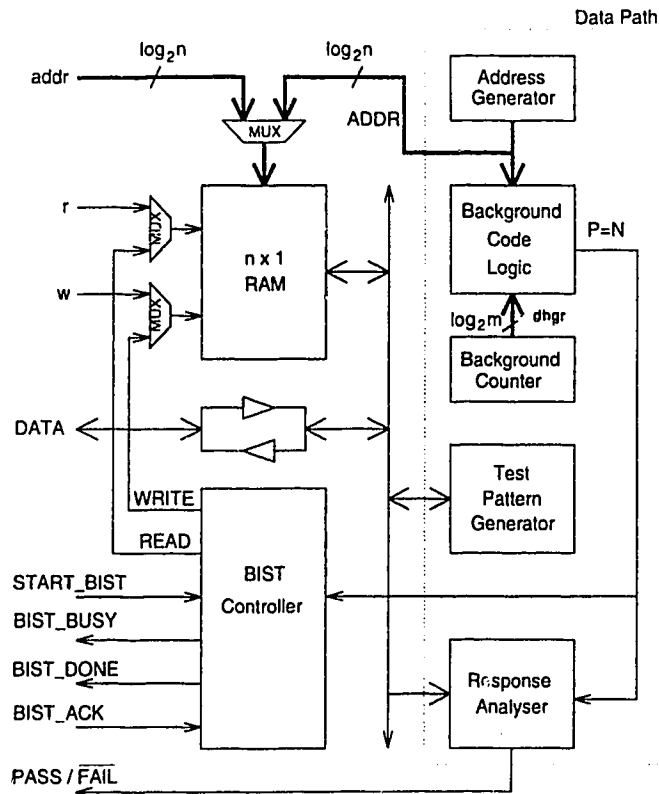 Data Path
log₂n
log₂n
addr
Address
Generator
MUX
ADDR
r
MUX
n x 1
RAM
Background
Code
Logic
P=N
w
MUX
log₂m
dhgr
Background
Counter
DATA
Test
Pattern
Generator
WRITE
READ
BIST
Controller
START_BIST
BIST_BUSY
BIST_DONE
BIST_ACK
Response
Analyser
PASS / F̅A̅I̅L̅